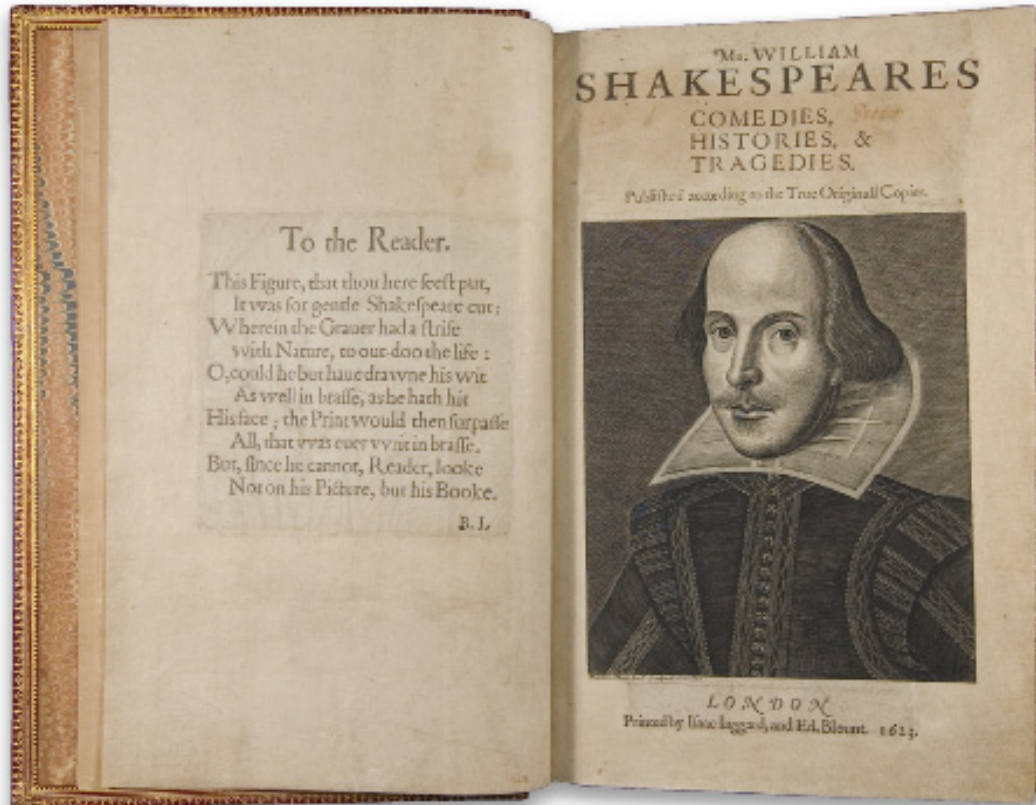 To the Reader.
This Figure, that thou here ſeeſt put,
It was for gentle Shakeſpeare cut;
Wherein the Grauer had a ſtrife
with Nature, to out-doo the life :
O, could he but haue drawne his wit
As well in braſſe, as he hath hit
His face ; the Print would then ſurpaſſe
All, that vvas euer vvrit in braſſe.
But, ſince he cannot, Reader, looke
Not on his Picture, but his Booke.
B. I.
Mr. WILLIAM
SHAKESPEARES
COMEDIES,
HISTORIES, &
TRAGEDIES.
Publiſhed according to the True Originall Copies.
LONDON
Printed by Iſaac Iaggard, and Ed. Blount. 1623.